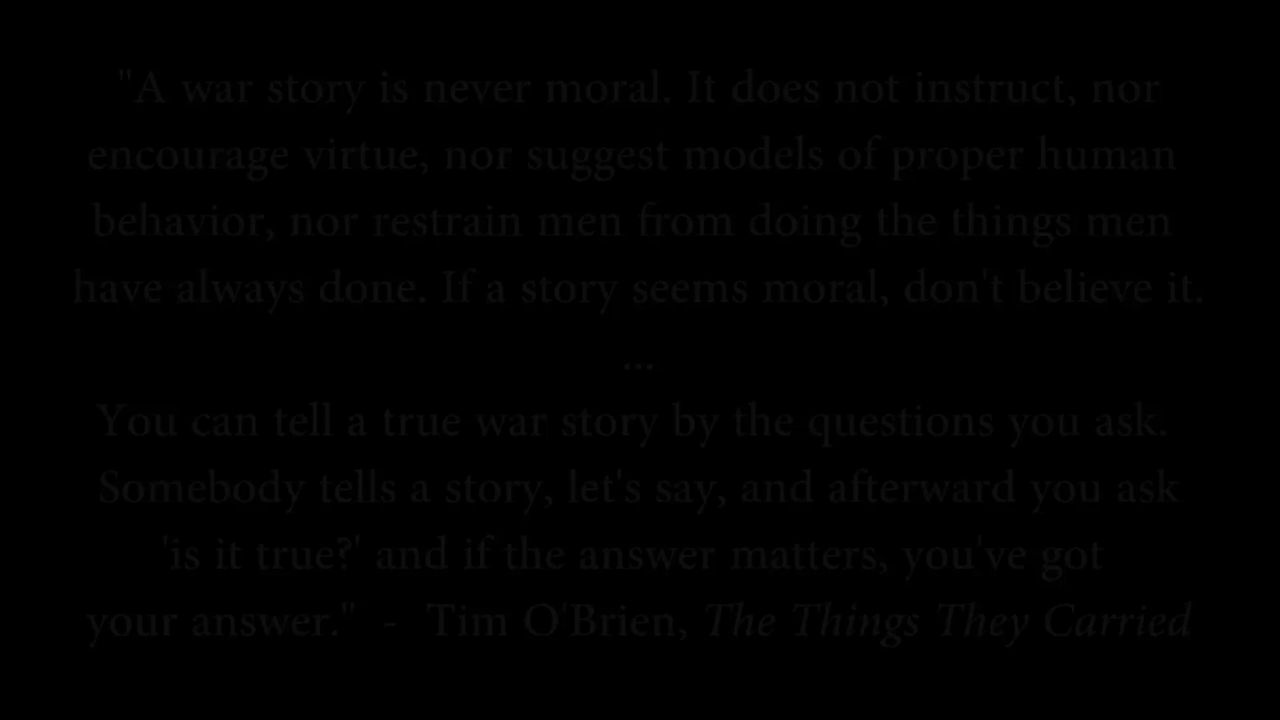 "A war story is never moral. It does not instruct, nor
encourage virtue, nor suggest models of proper human
behavior, nor restrain men from doing the things men
have always done. If a story seems moral, don't believe it.
...
You can tell a true war story by the questions you ask.
Somebody tells a story, let's say, and afterward you ask
'is it true?' and if the answer matters, you've got
your answer." - Tim O'Brien, The Things They Carried